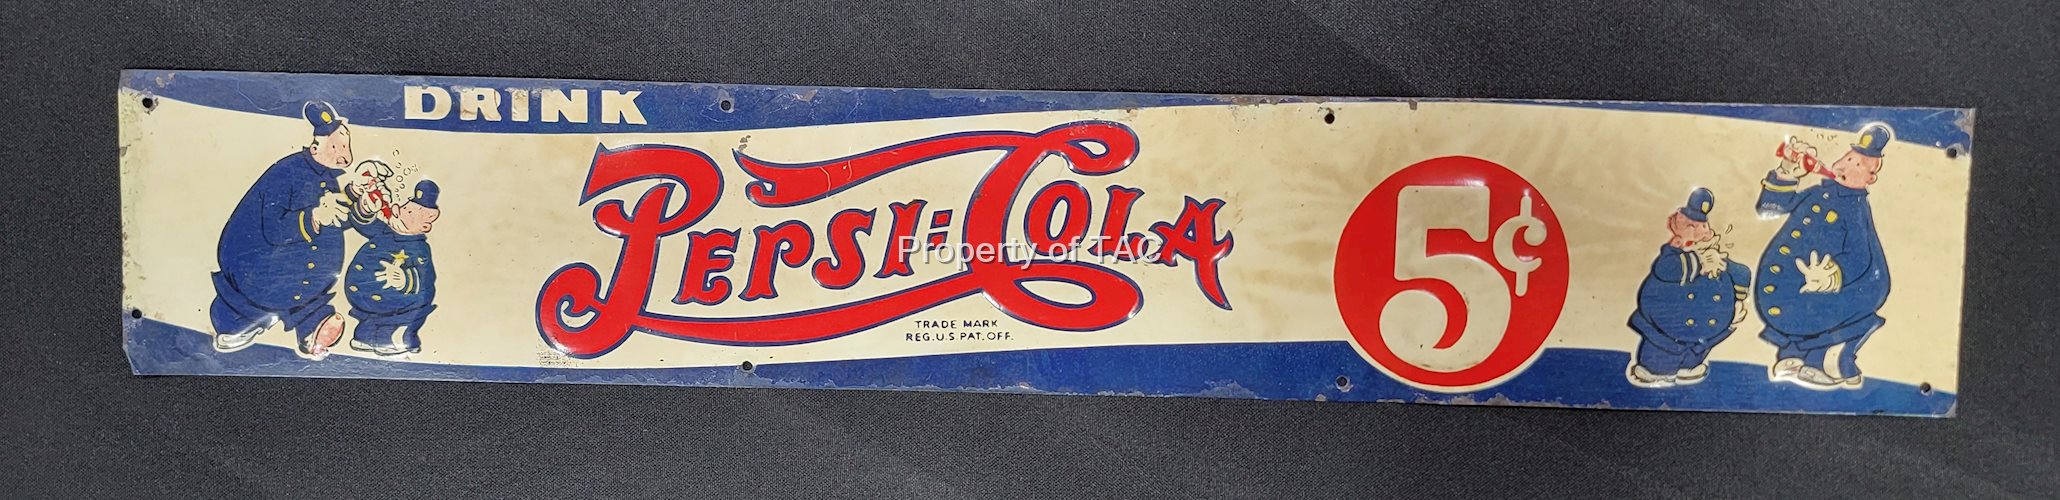 DRINK
PEPSI-COLA
5¢
TRADE MARK
REG.U.S.PAT.OFF.
Property of TAC